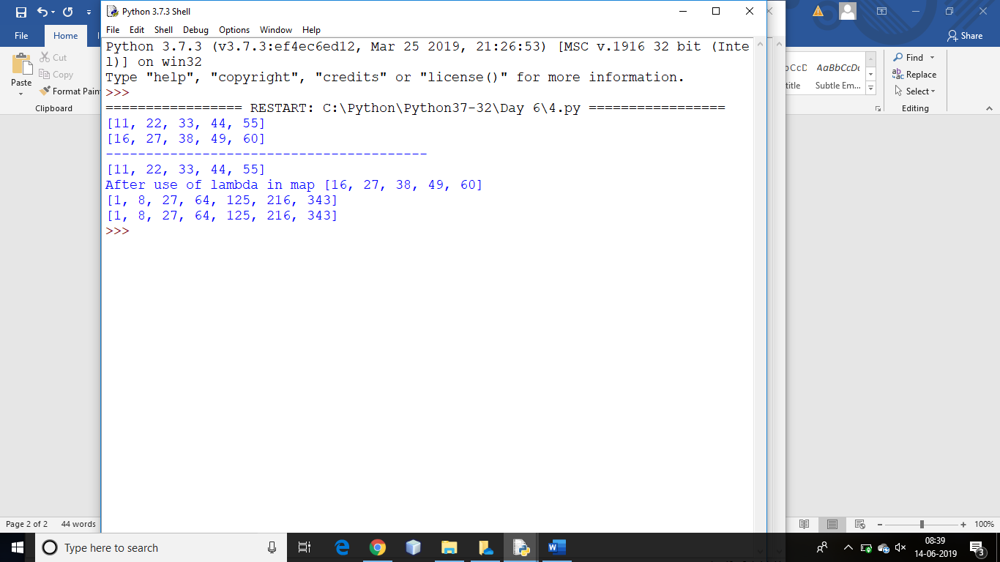 Python 3.7.3 Shell
File Edit Shell Debug Options Window Help
Python 3.7.3 (v3.7.3:ef4ec6ed12, Mar 25 2019, 21:26:53) [MSC v.1916 32 bit (Inte
l)] on win32
Type "help", "copyright", "credits" or "license()" for more information.
>>>
================= RESTART: C:\Python\Python37-32\Day 6\4.py =================
[11, 22, 33, 44, 55]
[16, 27, 38, 49, 60]
----------------------------------------
[11, 22, 33, 44, 55]
After use of lambda in map [16, 27, 38, 49, 60]
[1, 8, 27, 64, 125, 216, 343]
[1, 8, 27, 64, 125, 216, 343]
>>>
File Home
Share
Paste
Cut
Copy
Format Pain
Clipboard
AaBbCcD
Subtle Em...
Find
Replace
Select
Editing
Page 2 of 2 44 words
100%
Type here to search
08:39
14-06-2019
3